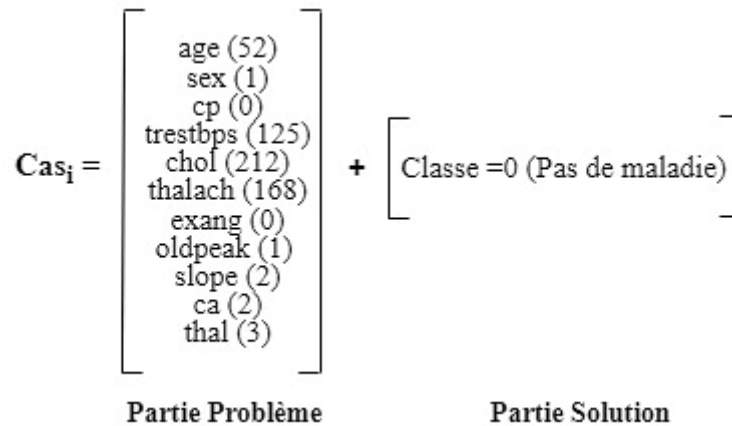 age (52)
sex (1)
cp (0)
trestbps (125)
Casᵢ = chol (212) + Classe =0 (Pas de maladie)
thalach (168)
exang (0)
oldpeak (1)
slope (2)
ca (2)
thal (3)
Partie Problème Partie Solution